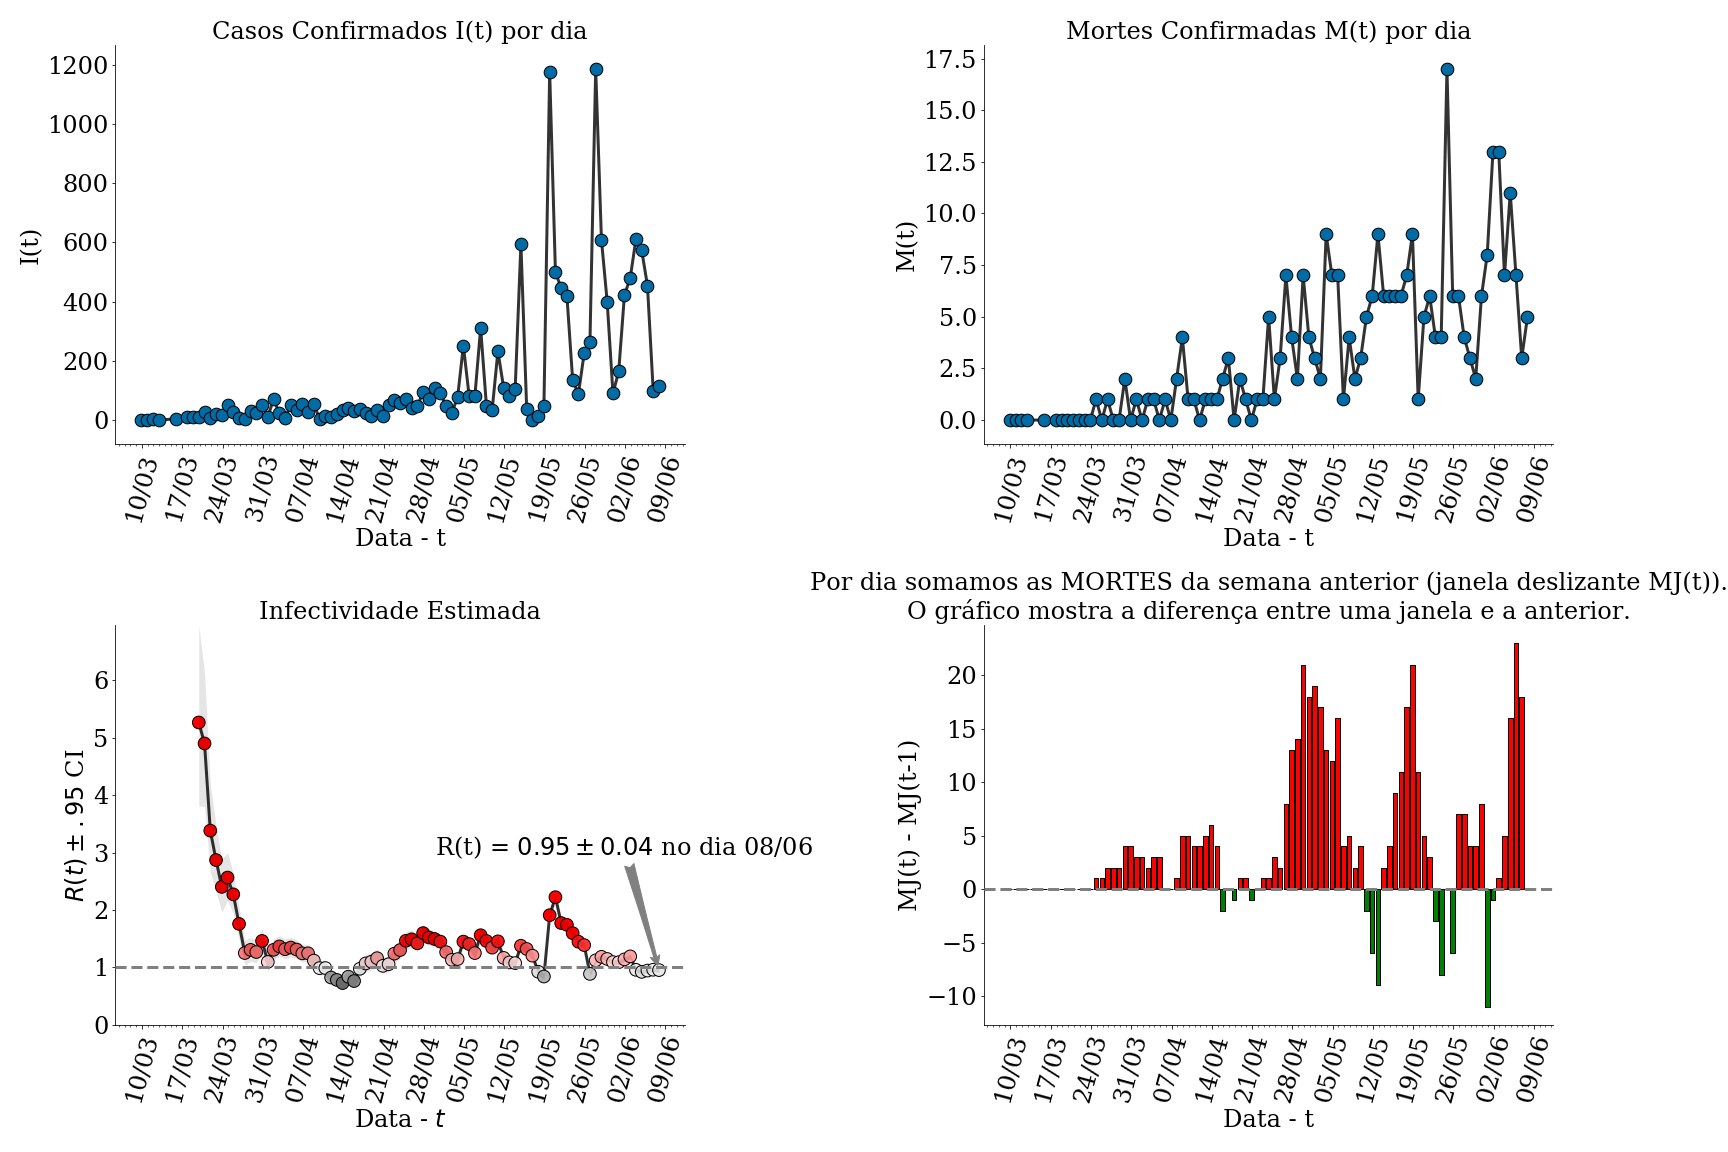 Casos Confirmados I(t) por dia
I(t)
1200
1000
800
600
400
200
0
10/03 17/03 24/03 31/03 07/04 14/04 21/04 28/04 05/05 12/05 19/05 26/05 02/06 09/06
Data - t
Mortes Confirmadas M(t) por dia
M(t)
17.5
15.0
12.5
10.0
7.5
5.0
2.5
0.0
10/03 17/03 24/03 31/03 07/04 14/04 21/04 28/04 05/05 12/05 19/05 26/05 02/06 09/06
Data - t
Infectividade Estimada
R(t) ± .95 CI
6
5
4
3
2
1
0
R(t) = 0.95 ± 0.04 no dia 08/06
10/03 17/03 24/03 31/03 07/04 14/04 21/04 28/04 05/05 12/05 19/05 26/05 02/06 09/06
Data - t
Por dia somamos as MORTES da semana anterior (janela deslizante MJ(t)).
O gráfico mostra a diferença entre uma janela e a anterior.
MJ(t) - MJ(t-1)
20
15
10
5
0
−5
−10
10/03 17/03 24/03 31/03 07/04 14/04 21/04 28/04 05/05 12/05 19/05 26/05 02/06 09/06
Data - t